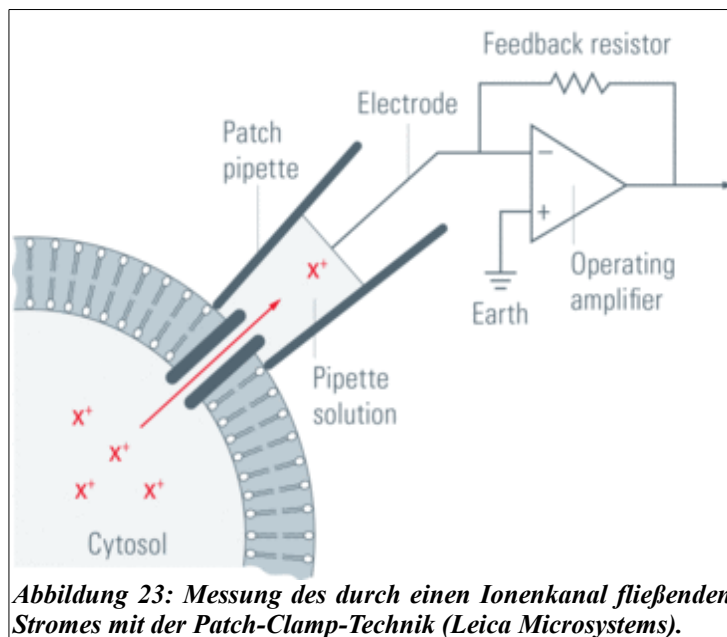 Feedback resistor
Electrode
Patch
pipette
−
+
X⁺
Operating
amplifier
Earth
Pipette
solution
X⁺
X⁺
X⁺
X⁺
Cytosol
Abbildung 23: Messung des durch einen Ionenkanal fließenden
Stromes mit der Patch-Clamp-Technik (Leica Microsystems).